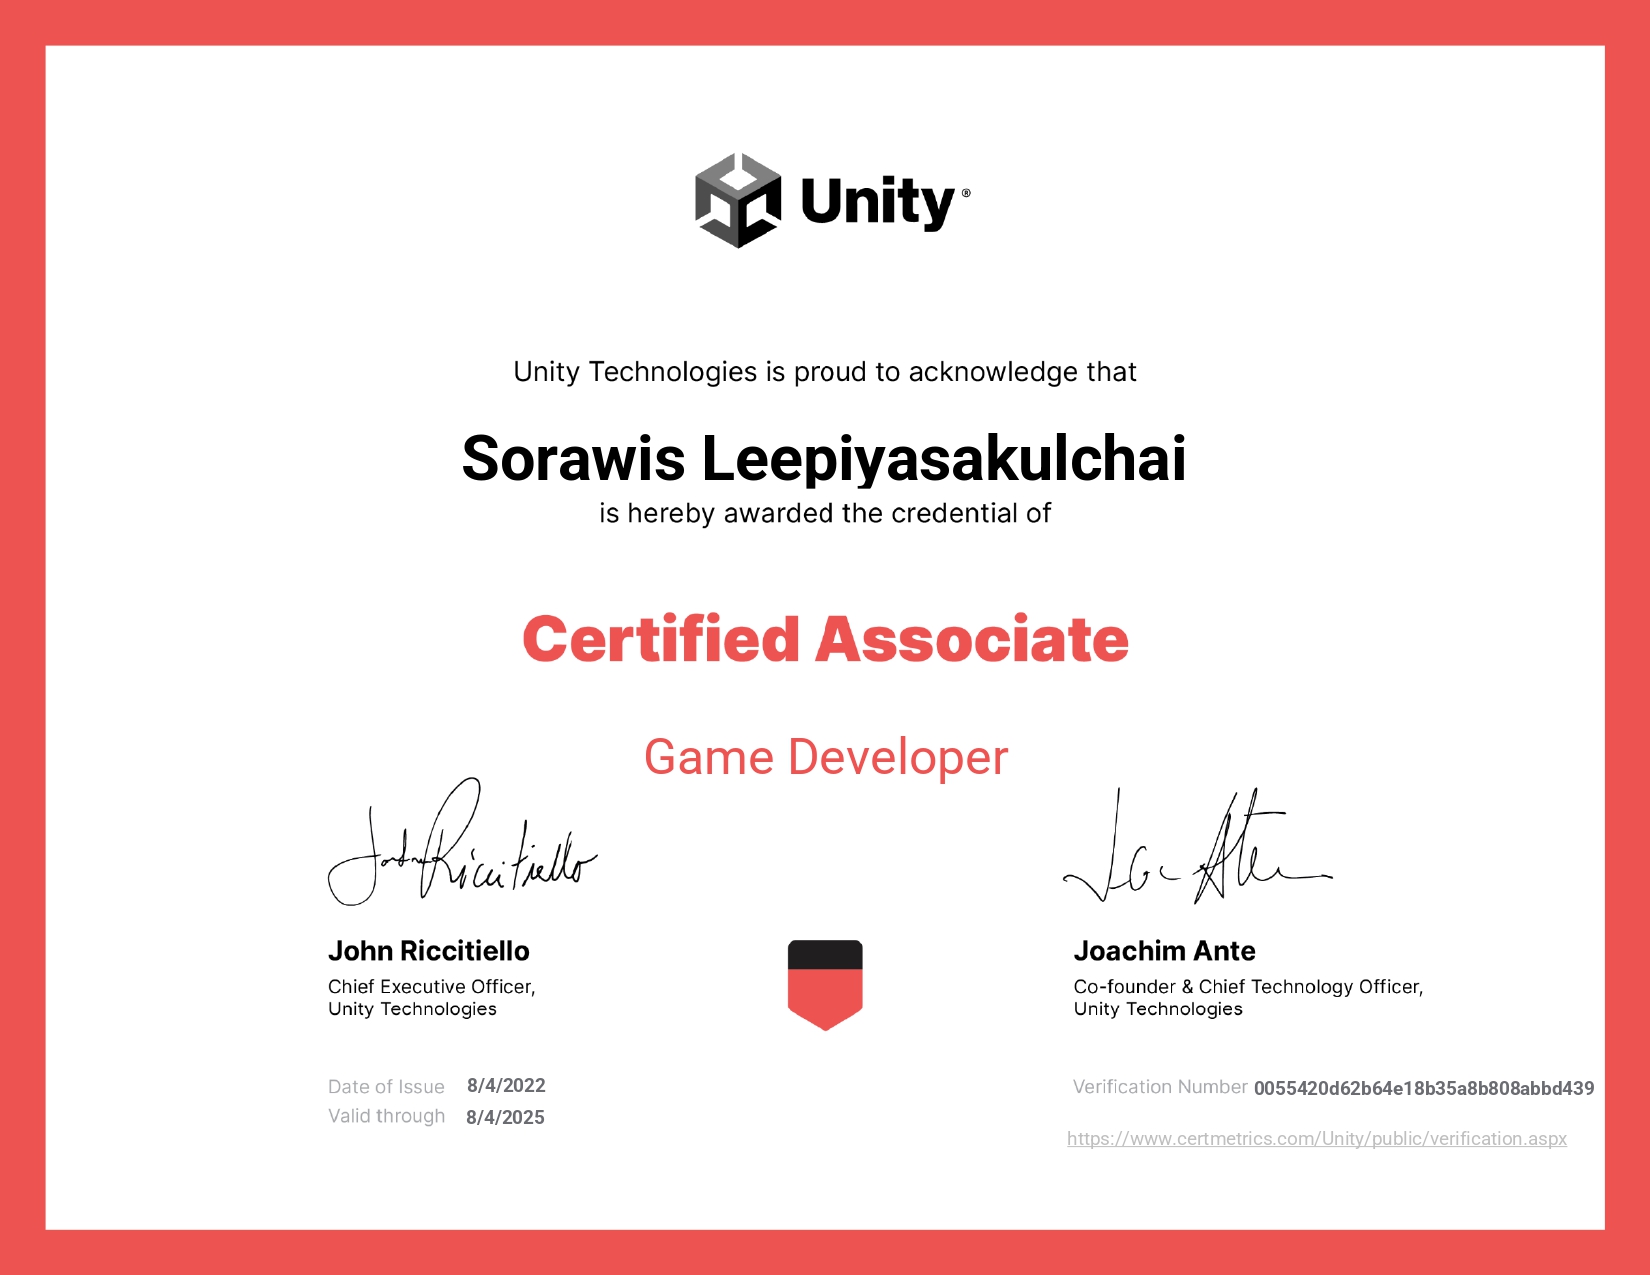 Unity®
Unity Technologies is proud to acknowledge that
Sorawis Leepiyasakulchai
is hereby awarded the credential of
Certified Associate
Game Developer
John Riccitiello
John Riccitiello
Chief Executive Officer,
Unity Technologies
Joachim Ante
Co-founder & Chief Technology Officer,
Unity Technologies
Date of Issue 8/4/2022
Valid through 8/4/2025
Verification Number 0055420d62b64e18b35a8b808abbd439
https://www.certmetrics.com/Unity/public/verification.aspx